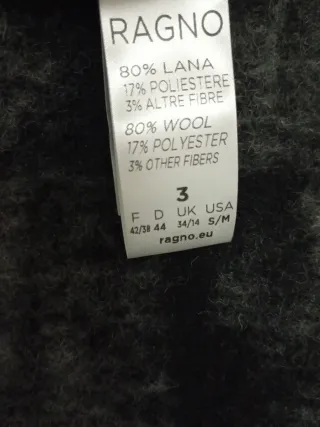 RAGNO
80% LANA
17% POLIESTERE
3% ALTRE FIBRE
80% WOOL
17% POLYESTER
3% OTHER FIBERS
3
F D UK USA
42/38 44 34/14 S/M
ragno.eu